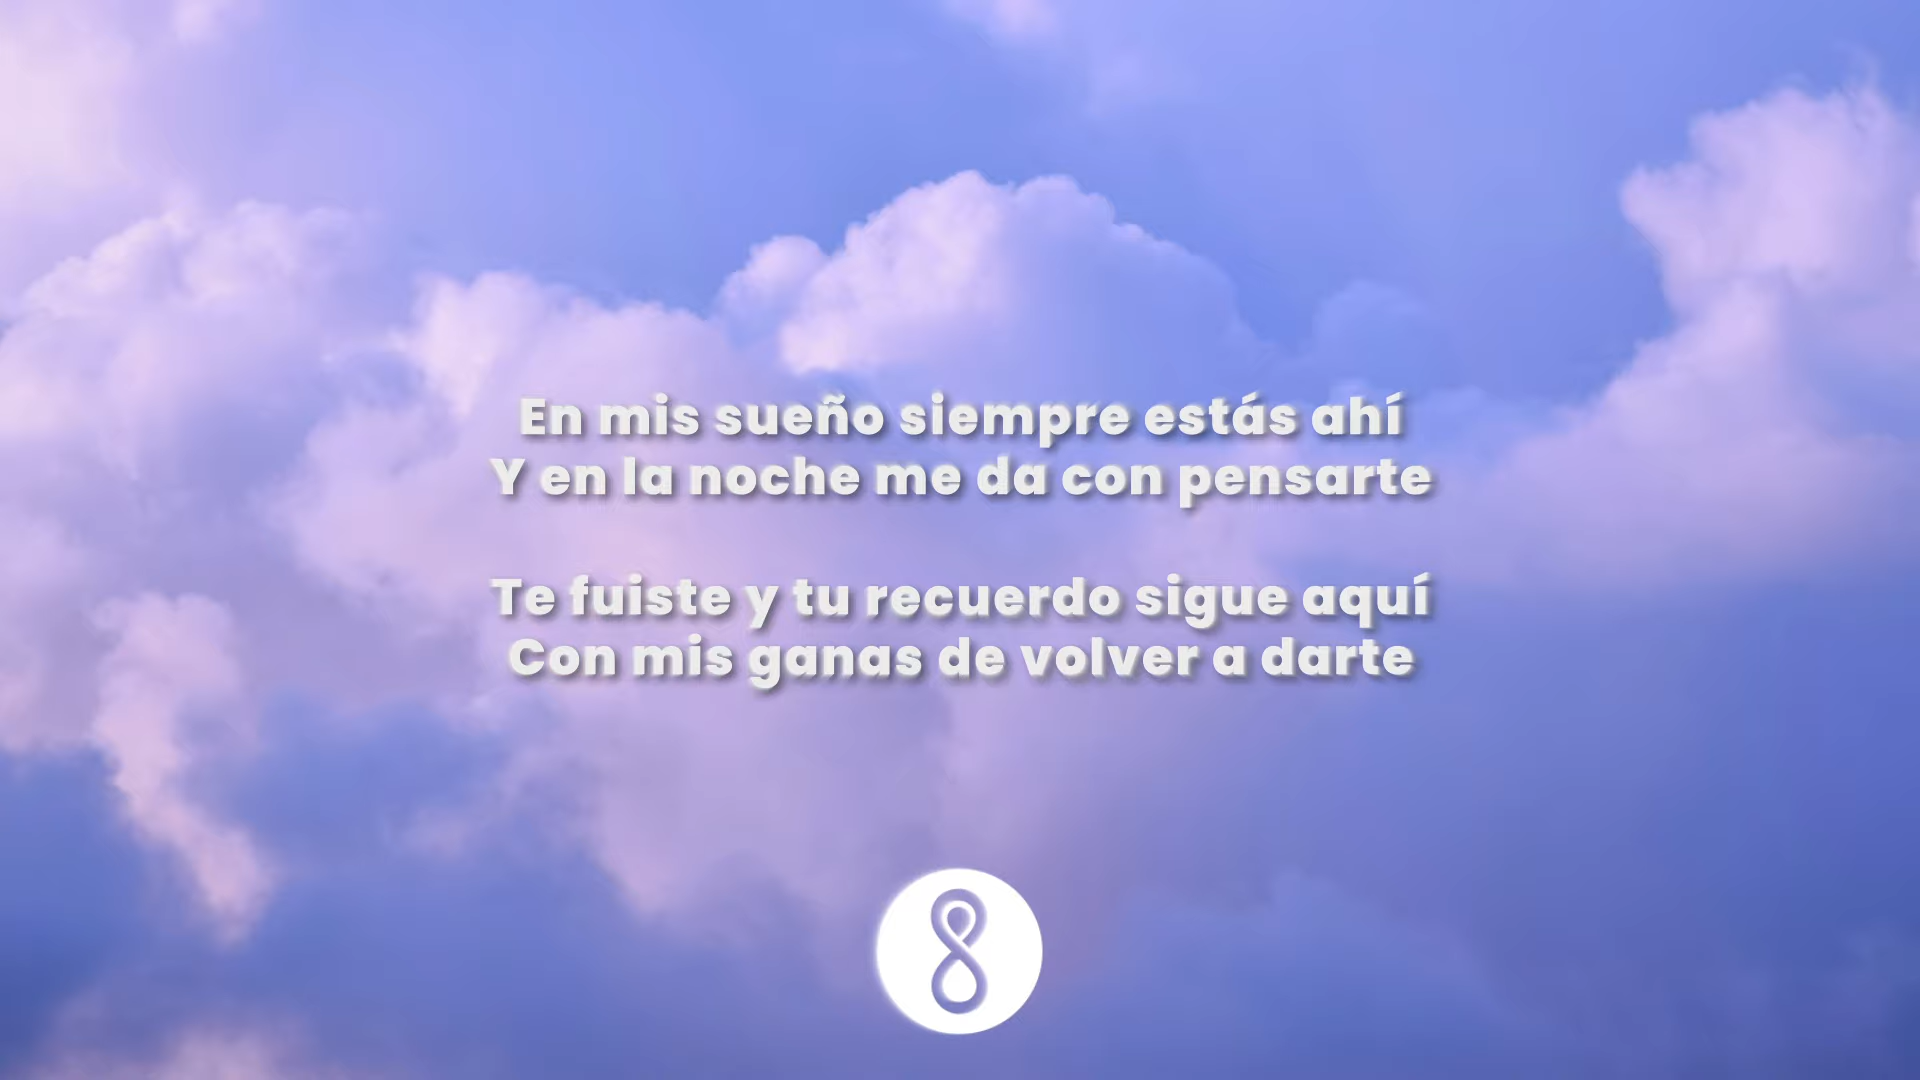 En mis sueño siempre estás ahí
Y en la noche me da con pensarte
Te fuiste y tu recuerdo sigue aquí
Con mis ganas de volver a darte